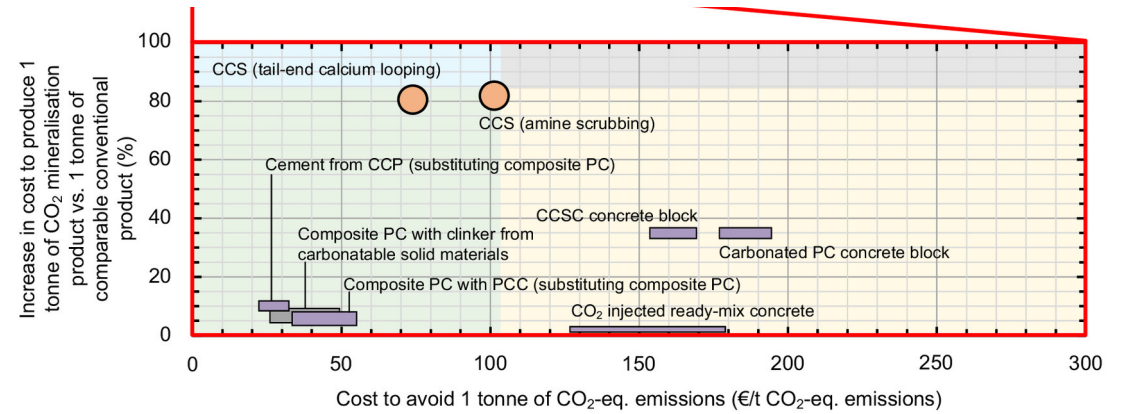 Increase in cost to produce 1
tonne of CO₂ mineralisation
product vs. 1 tonne of
comparable conventional
product (%)
100
80
60
40
20
0
CCS (tail-end calcium looping)
CCS (amine scrubbing)
Cement from CCP (substituting composite PC)
CCSC concrete block
Composite PC with clinker from
carbonatable solid materials
Carbonated PC concrete block
Composite PC with PCC (substituting composite PC)
CO₂ injected ready-mix concrete
0 50 100 150 200 250 300
Cost to avoid 1 tonne of CO₂-eq. emissions (€/t CO₂-eq. emissions)